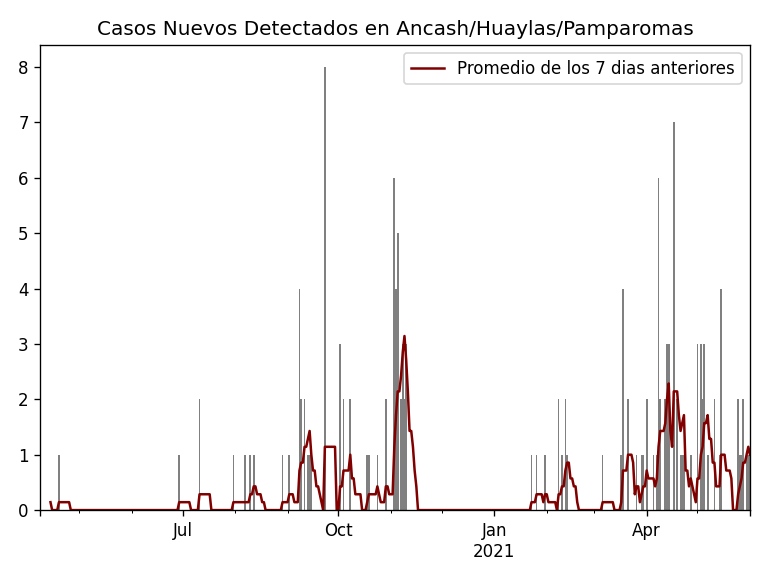 Casos Nuevos Detectados en Ancash/Huaylas/Pamparomas
Promedio de los 7 dias anteriores
8
7
6
5
4
3
2
1
0
Jul
Oct
Jan
2021
Apr